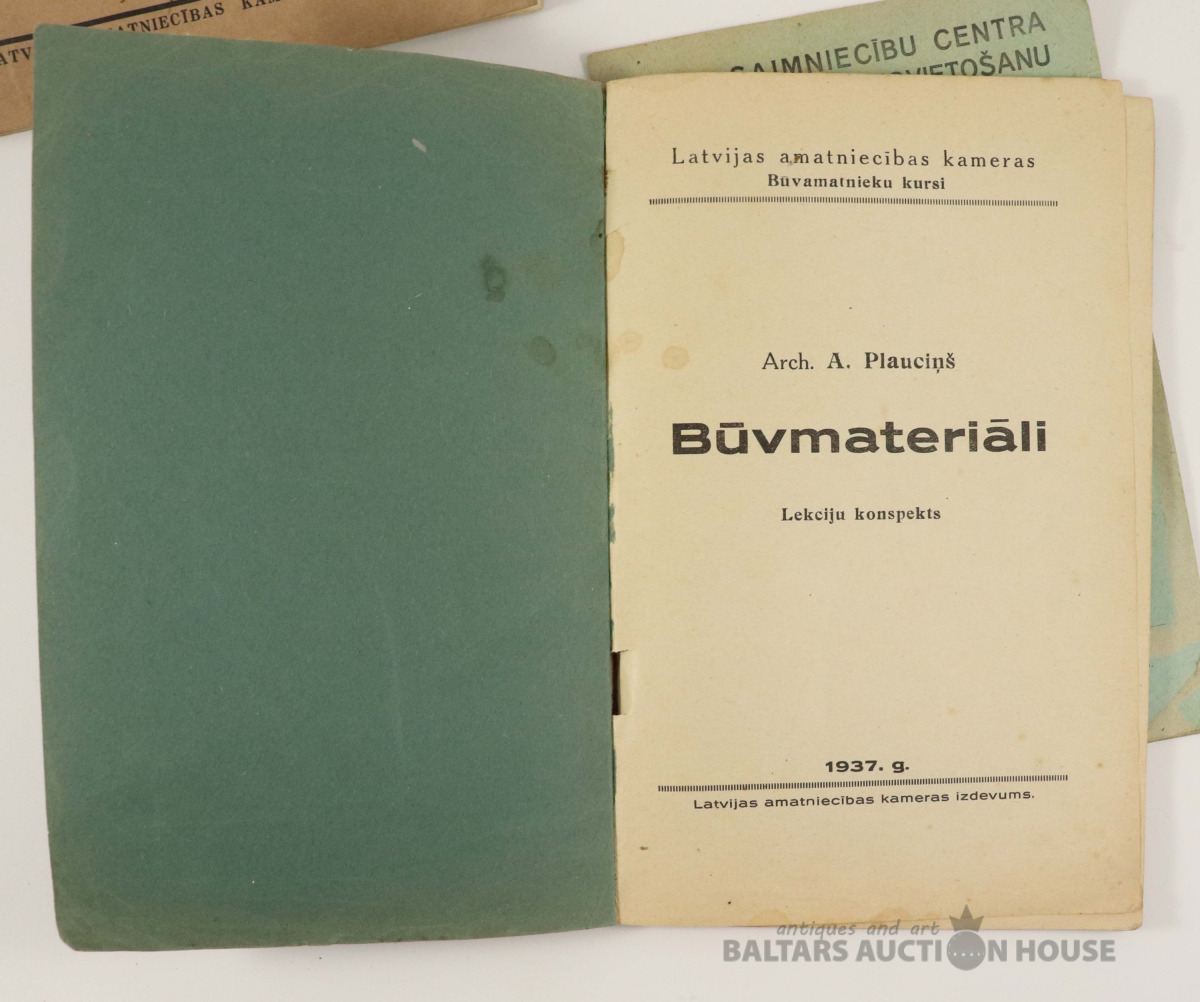 AMATNIECĪBAS
SAIMNIECĪBU CENTRA
Latvijas amatniecības kameras
Būvamatnieku kursi
Arch. A. Plauciņš
Būvmateriāli
Lekciju konspekts
1937. g.
Latvijas amatniecības kameras izdevums.
antiques and art
BALTARS AUCTION HOUSE